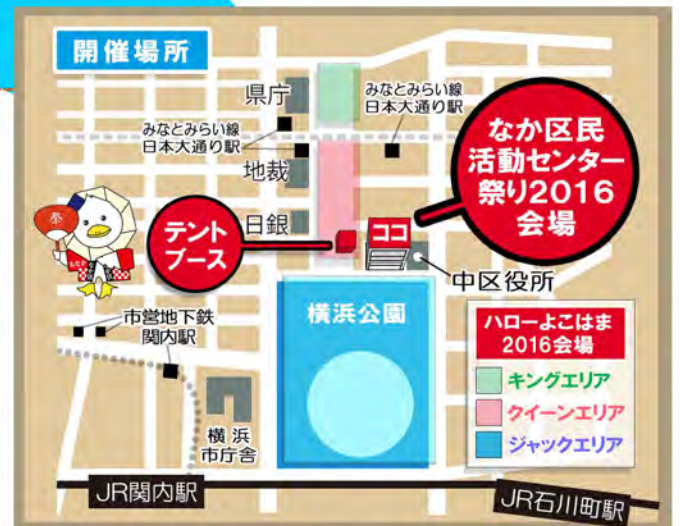 開催場所
県庁
みなとみらい線
日本大通り駅
みなとみらい線
日本大通り駅
地裁
日銀
なか区民
活動センター
祭り2016
会場
テント
ブース
ココ
中区役所
祭
市営地下鉄
関内駅
横浜公園
横浜
市庁舎
ハローよこはま
2016会場
キングエリア
クイーンエリア
ジャックエリア
JR関内駅
JR石川町駅